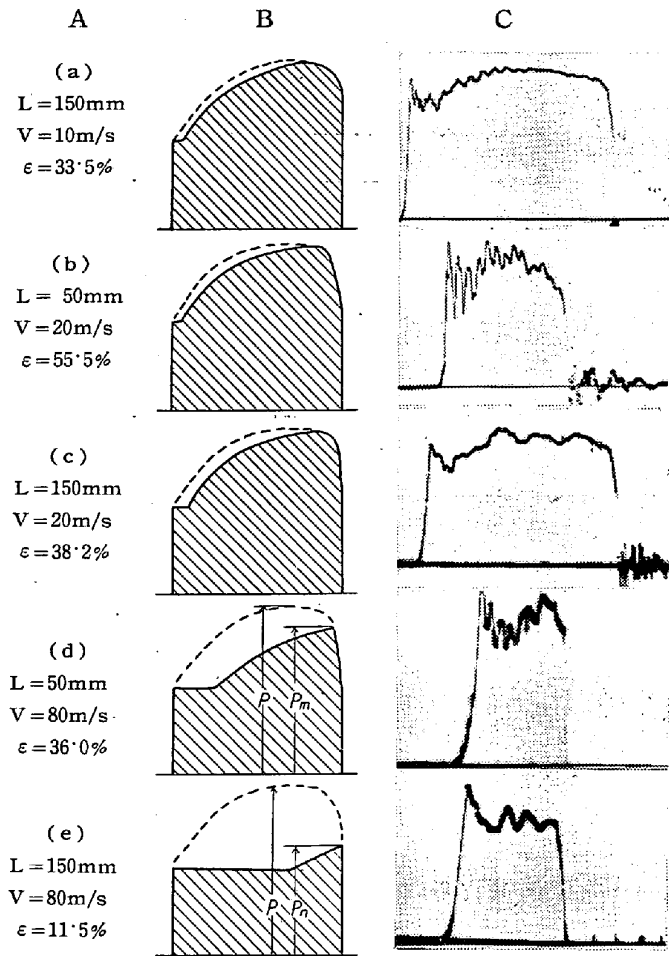 A B C
(a)
L=150mm
V=10m/s
ε=33·5%
(b)
L= 50mm
V=20m/s
ε=55·5%
(c)
L=150mm
V=20m/s
ε=38·2%
(d)
L=50mm
V=80m/s
ε=36·0%
P Pm
(e)
L=150mm
V=80m/s
ε=11·5%
P Pn